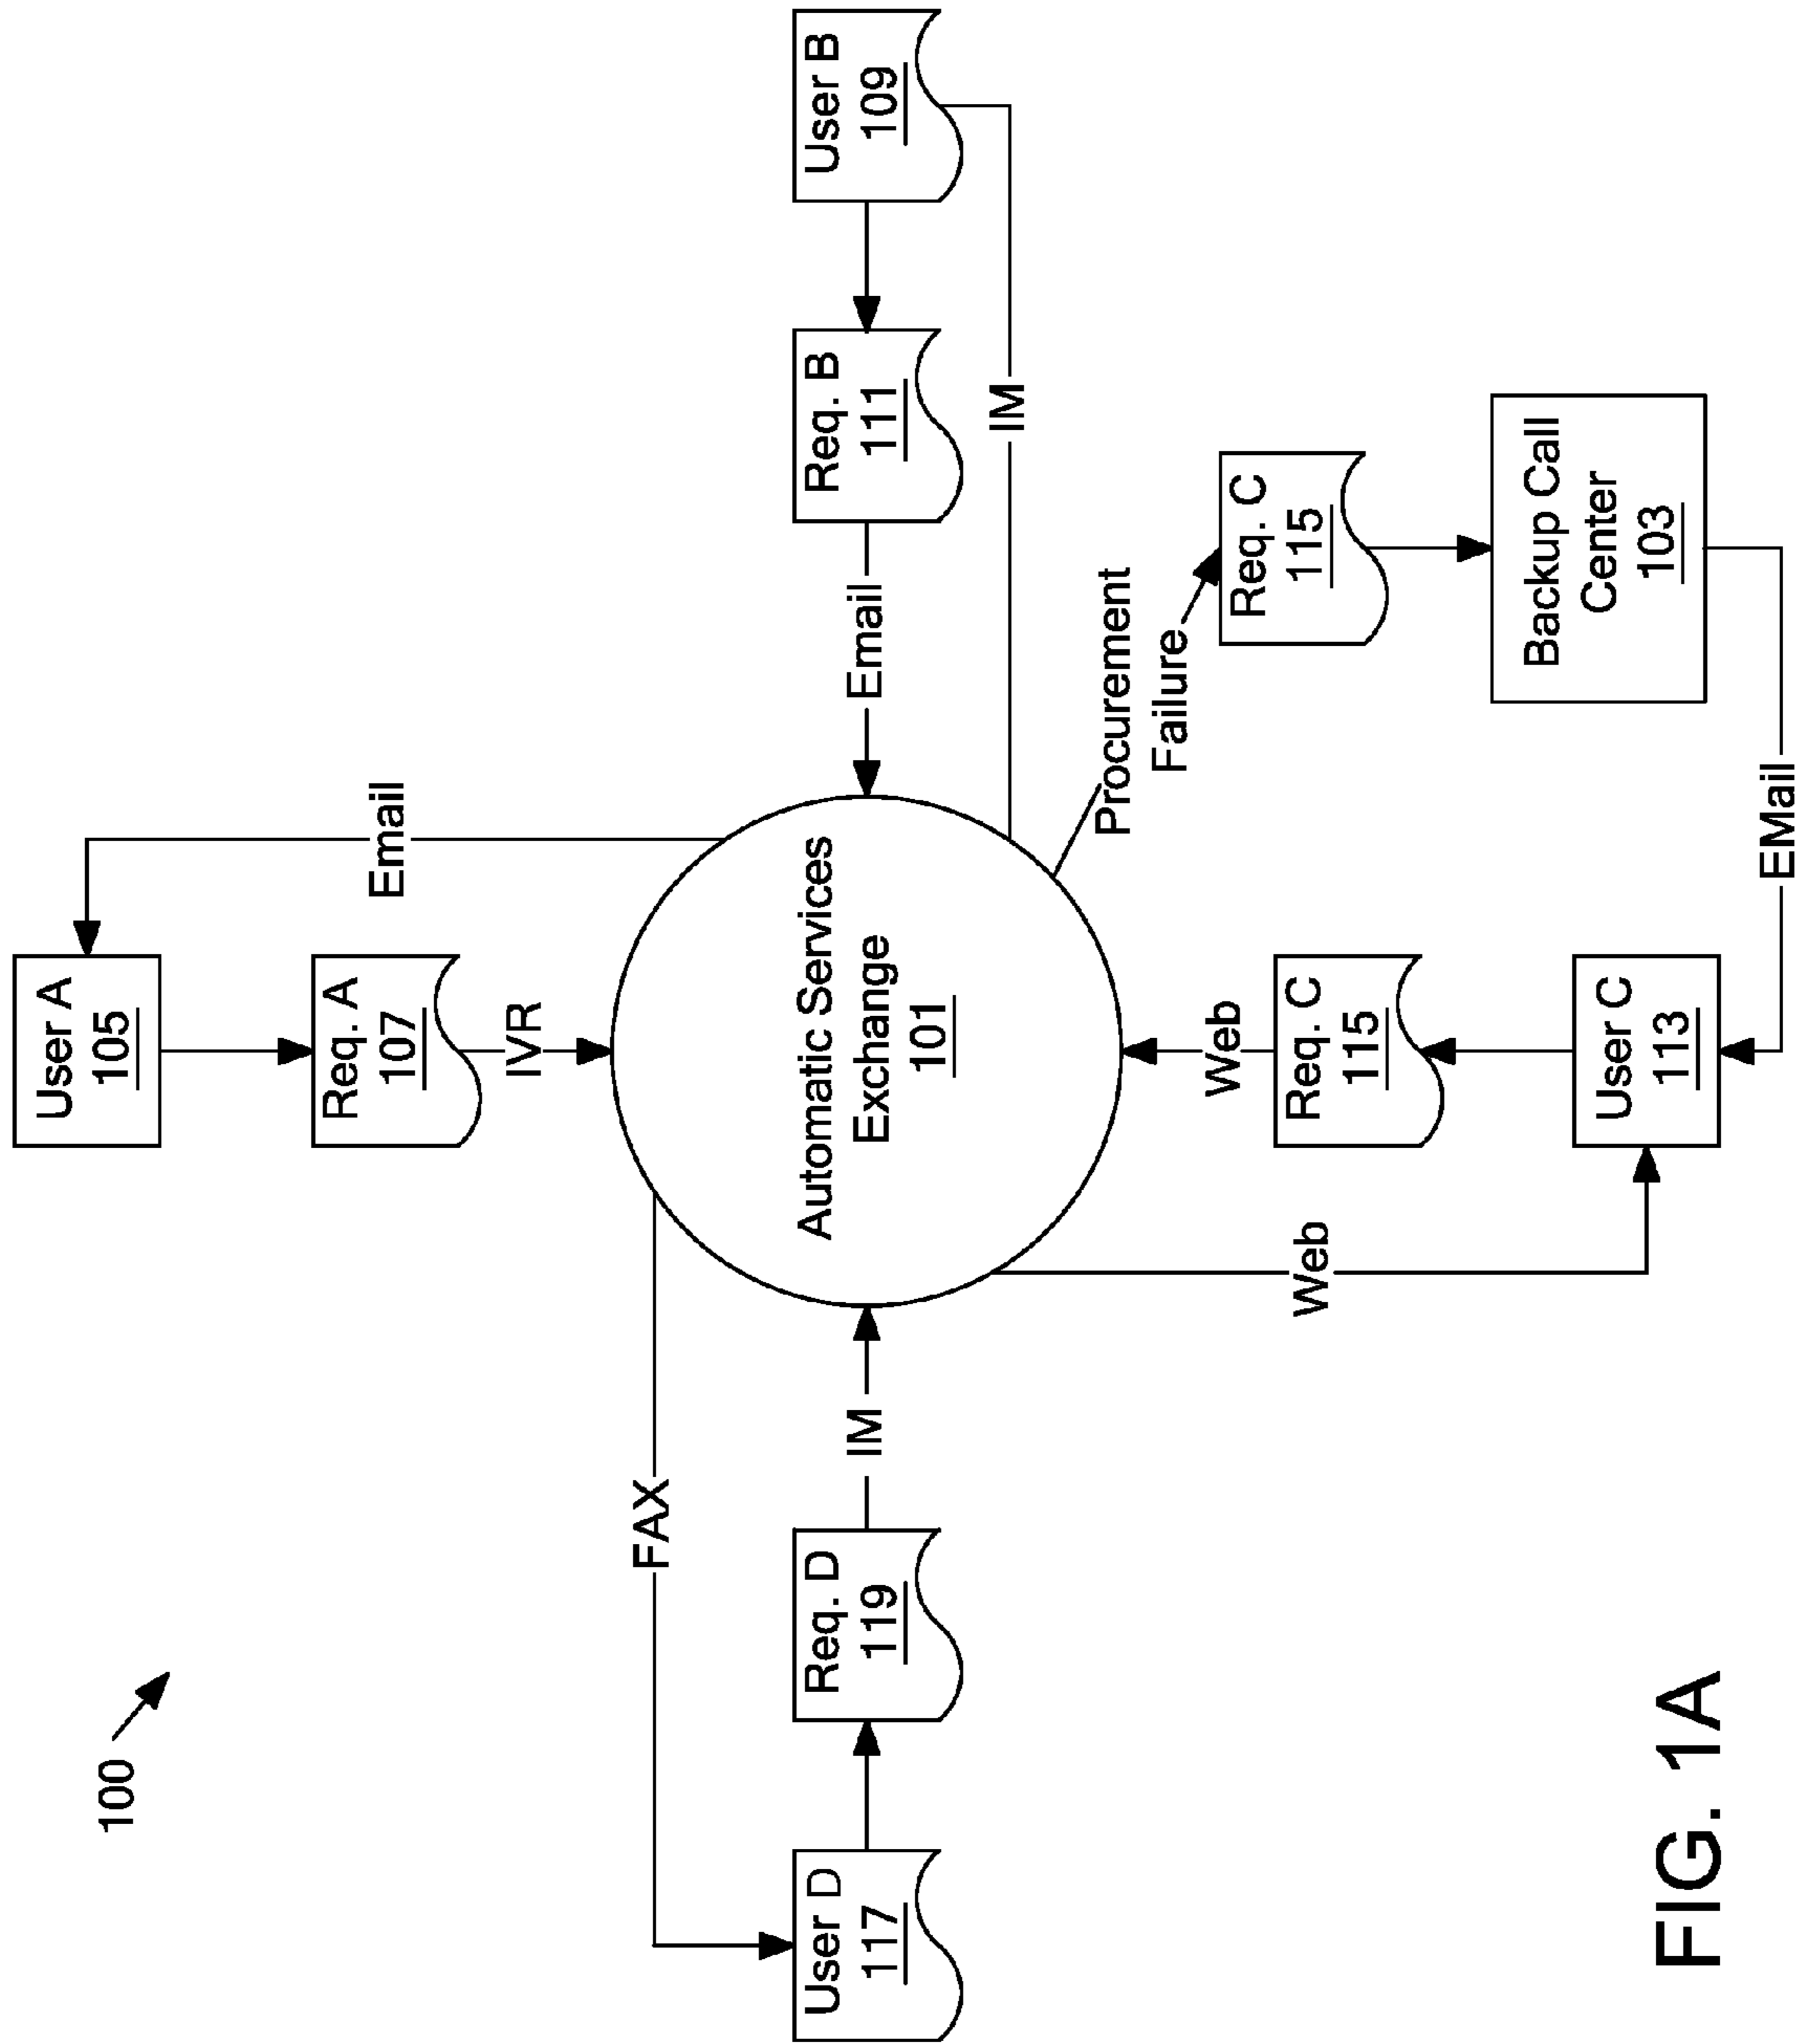 100
User A
105
Req. A
107
IVR
Email
FAX
User D
117
Req. D
119
IM
Automatic Services
Exchange
101
Email
Req. B
111
User B
109
IM
Procurement
Failure
Web
Web
Req. C
115
Req. C
115
User C
113
Backup Call
Center
103
EMail
FIG. 1A